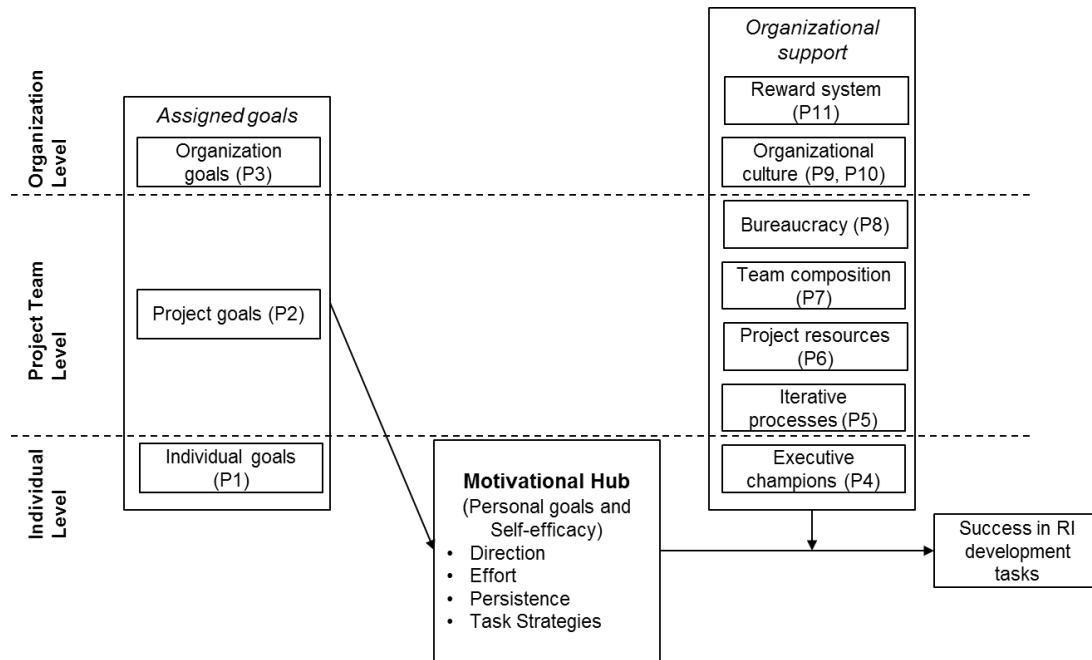 Organization
Level
Project Team
Level
Individual
Level
Assigned goals
Organization
goals (P3)
Project goals (P2)
Individual goals
(P1)
Motivational Hub
(Personal goals and
Self-efficacy)
• Direction
• Effort
• Persistence
• Task Strategies
Organizational
support
Reward system
(P11)
Organizational
culture (P9, P10)
Bureaucracy (P8)
Team composition
(P7)
Project resources
(P6)
Iterative
processes (P5)
Executive
champions (P4)
Success in RI
development
tasks